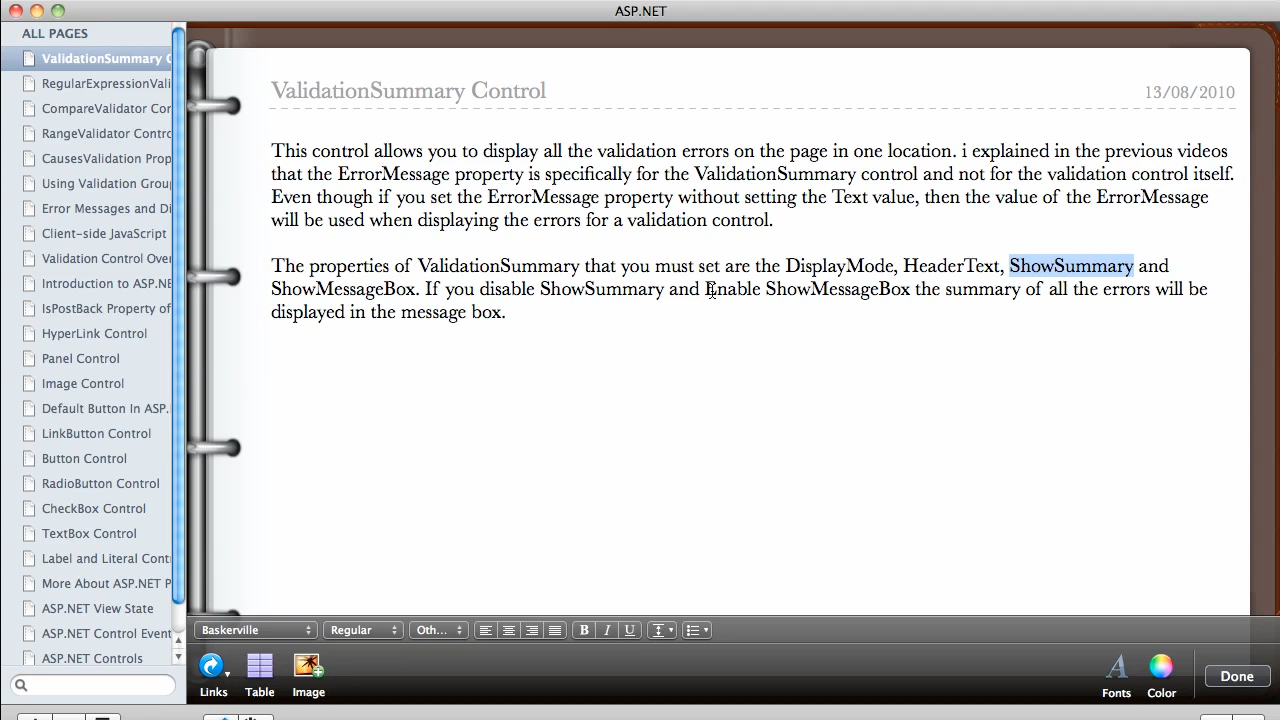 ASP.NET
ALL PAGES
ValidationSummary C
RegularExpressionVali
CompareValidator Cor
RangeValidator Contro
CausesValidation Prop
Using Validation Grou
Error Messages and Di
Client-side JavaScript
Validation Control Over
Introduction to ASP.NE
IsPostBack Property of
HyperLink Control
Panel Control
Image Control
Default Button In ASP.
LinkButton Control
Button Control
RadioButton Control
CheckBox Control
TextBox Control
Label and Literal Cont
More About ASP.NET P
ASP.NET View State
ASP.NET Control Event
ASP.NET Controls
ValidationSummary Control
13/08/2010
This control allows you to display all the validation errors on the page in one location. i explained in the previous videos
that the ErrorMessage property is specifically for the ValidationSummary control and not for the validation control itself.
Even though if you set the ErrorMessage property without setting the Text value, then the value of the ErrorMessage
will be used when displaying the errors for a validation control.
The properties of ValidationSummary that you must set are the DisplayMode, HeaderText, ShowSummary and
ShowMessageBox. If you disable ShowSummary and Enable ShowMessageBox the summary of all the errors will be
displayed in the message box.
Baskerville
Regular
Oth...
B I U
Links
Table
Image
Fonts
Color
Done